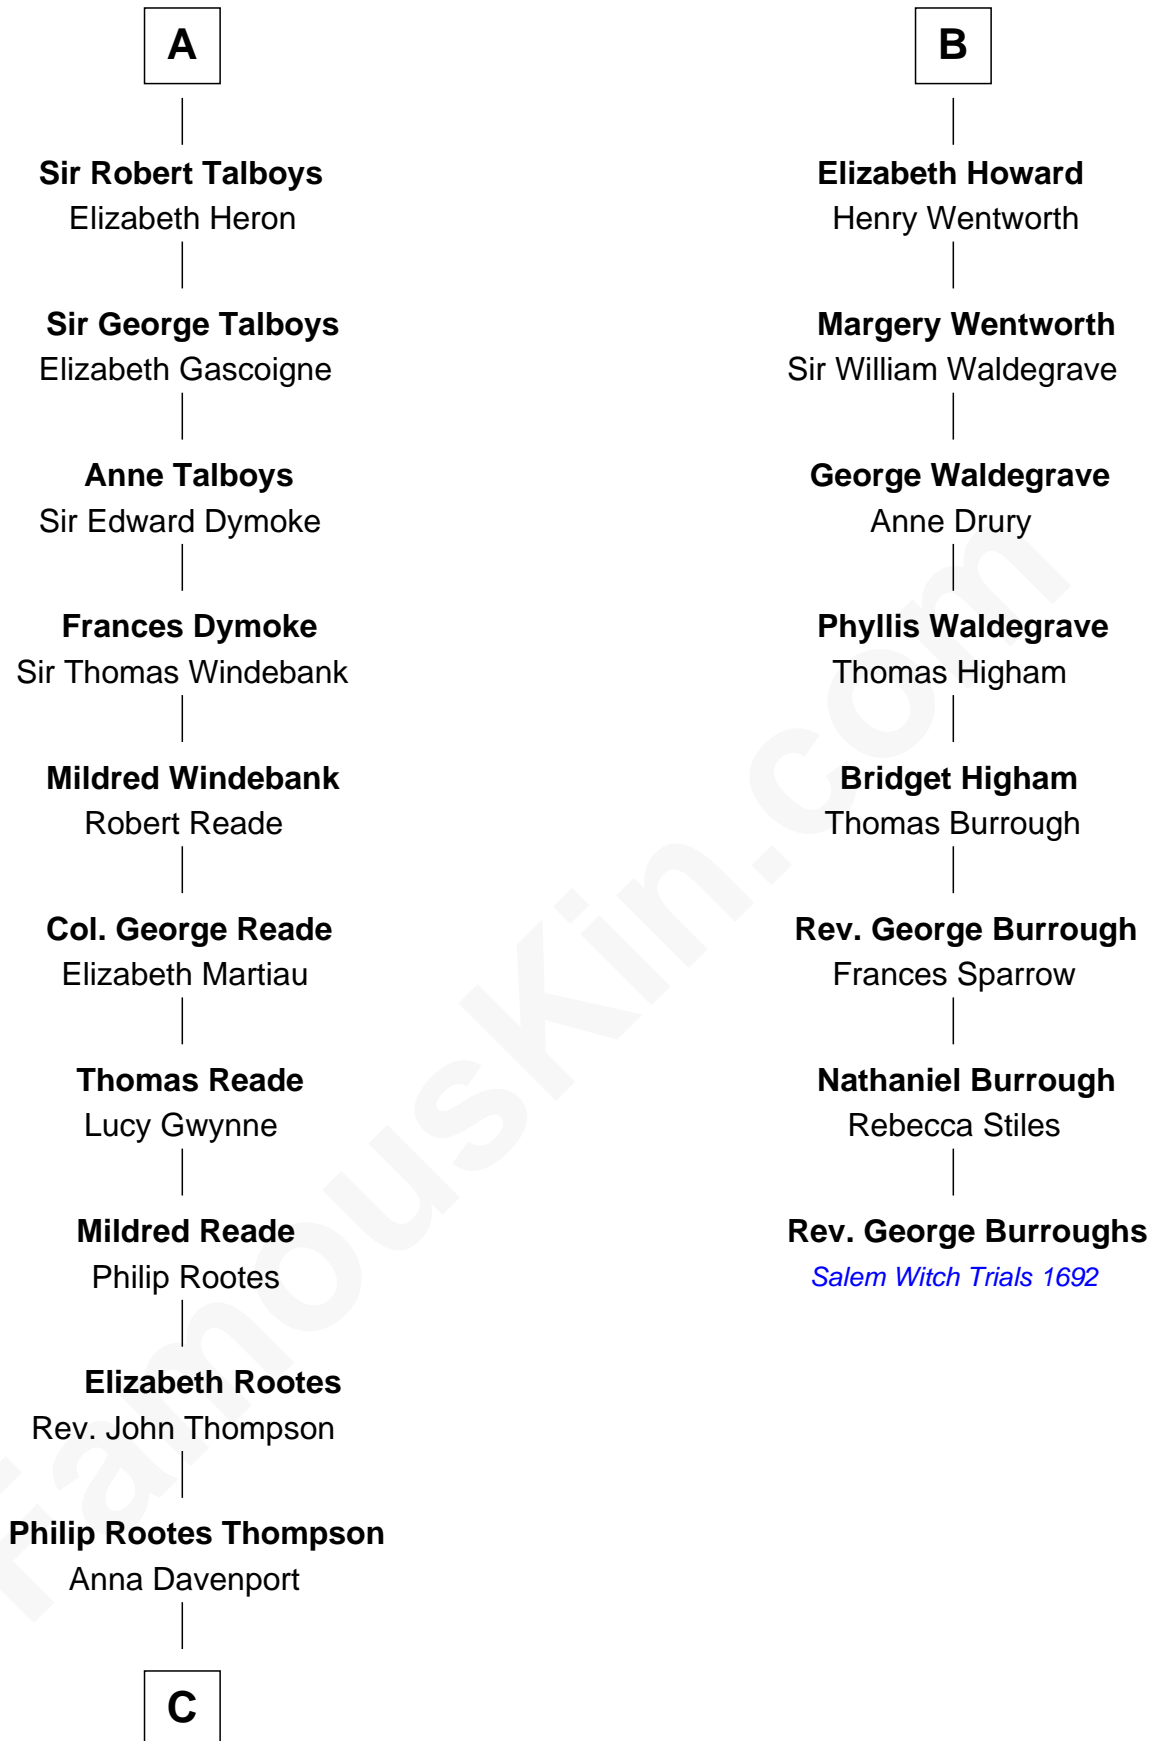 A
Sir Robert Talboys
Elizabeth Heron
Sir George Talboys
Elizabeth Gascoigne
Anne Talboys
Sir Edward Dymoke
Frances Dymoke
Sir Thomas Windebank
Mildred Windebank
Robert Reade
Col. George Reade
Elizabeth Martiau
Thomas Reade
Lucy Gwynne
Mildred Reade
Philip Rootes
Elizabeth Rootes
Rev. John Thompson
Philip Rootes Thompson
Anna Davenport
C
B
Elizabeth Howard
Henry Wentworth
Margery Wentworth
Sir William Waldegrave
George Waldegrave
Anne Drury
Phyllis Waldegrave
Thomas Higham
Bridget Higham
Thomas Burrough
Rev. George Burrough
Frances Sparrow
Nathaniel Burrough
Rebecca Stiles
Rev. George Burroughs
Salem Witch Trials 1692
FamousKin.com